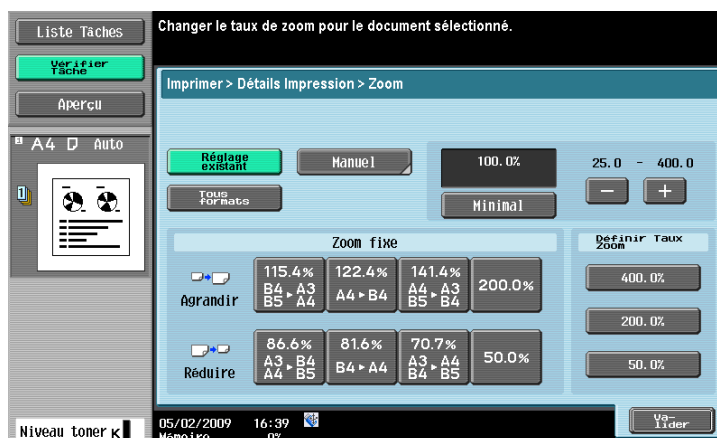 Liste Tâches
Vérifier
Tâche
Aperçu
Changer le taux de zoom pour le document sélectionné.
Imprimer > Détails Impression > Zoom
A4 Auto
1
Réglage
existant
Manuel
100.0%
25.0 - 400.0
− +
Tous
formats
Minimal
Zoom fixe
Définir Taux
Zoom
Agrandir
115.4%
B4▸A3
B5▸A4
122.4%
A4▸B4
141.4%
A4▸A3
B5▸B4
200.0%
400.0%
200.0%
Réduire
86.6%
A3▸B4
A4▸B5
81.6%
B4▸A4
70.7%
A3▸A4
B4▸B5
50.0%
50.0%
Va-
lider
Niveau toner K
05/02/2009 16:39
Mémoire 0%